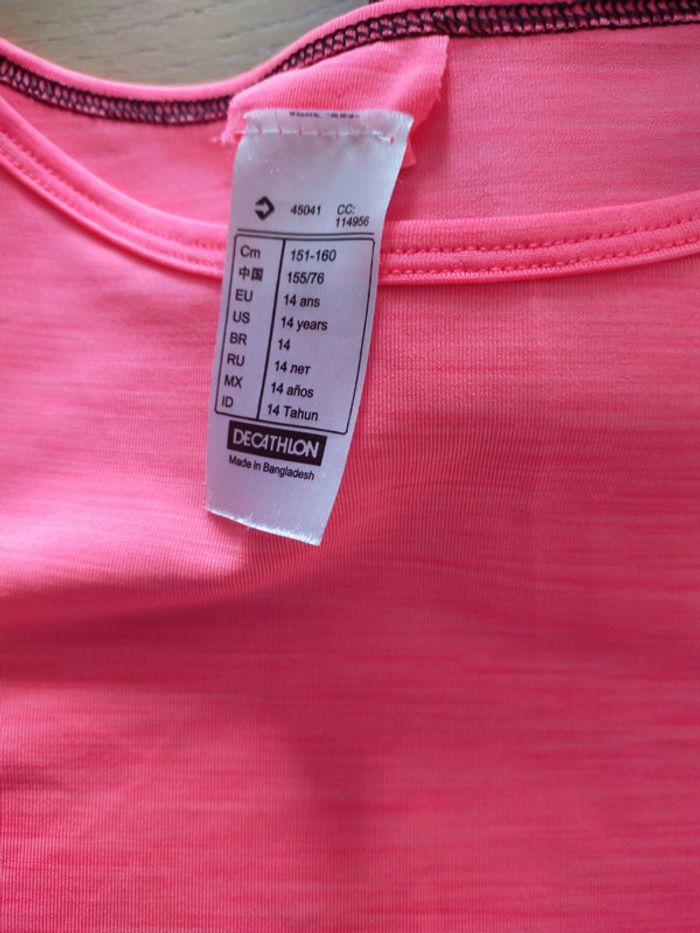 45041 CC:
114956
Cm 151-160
中国 155/76
EU 14 ans
US 14 years
BR 14
RU 14 лет
MX 14 años
ID 14 Tahun
DECATHLON
Made in Bangladesh